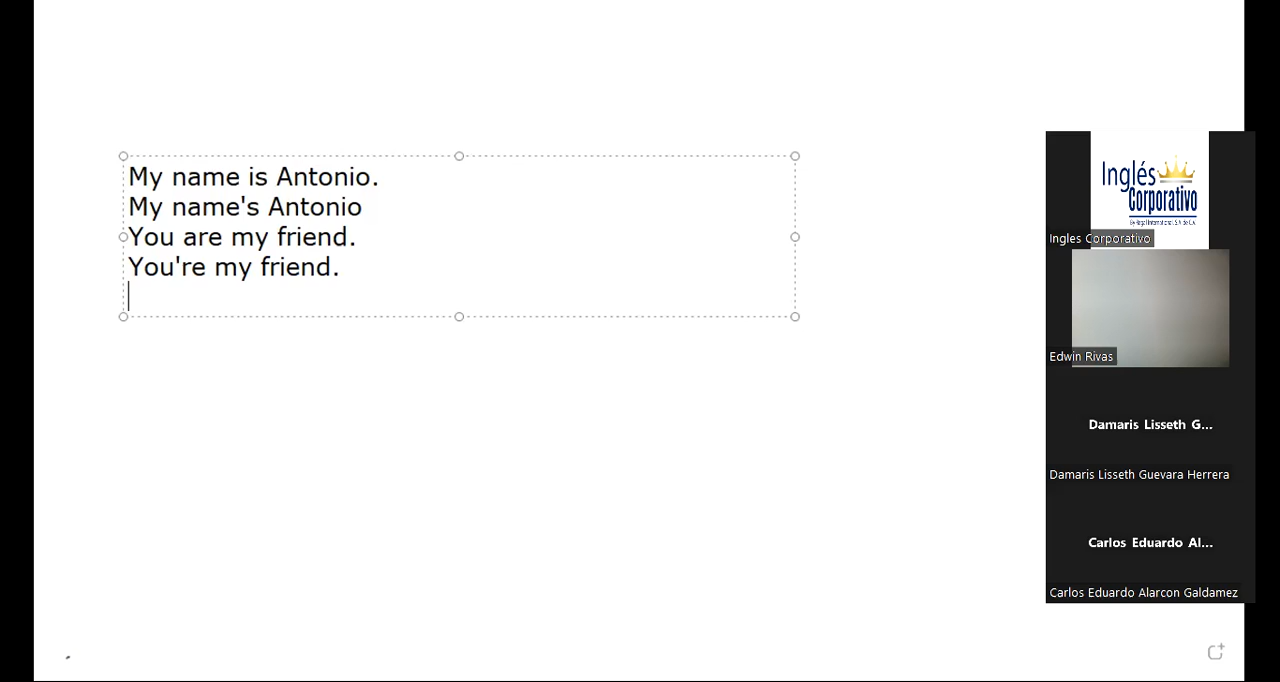 My name is Antonio.
My name's Antonio
You are my friend.
You're my friend.
Inglés
Corporativo
Ingles Corporativo
Edwin Rivas
Damaris Lisseth G...
Damaris Lisseth Guevara Herrera
Carlos Eduardo Al...
Carlos Eduardo Alarcon Galdamez